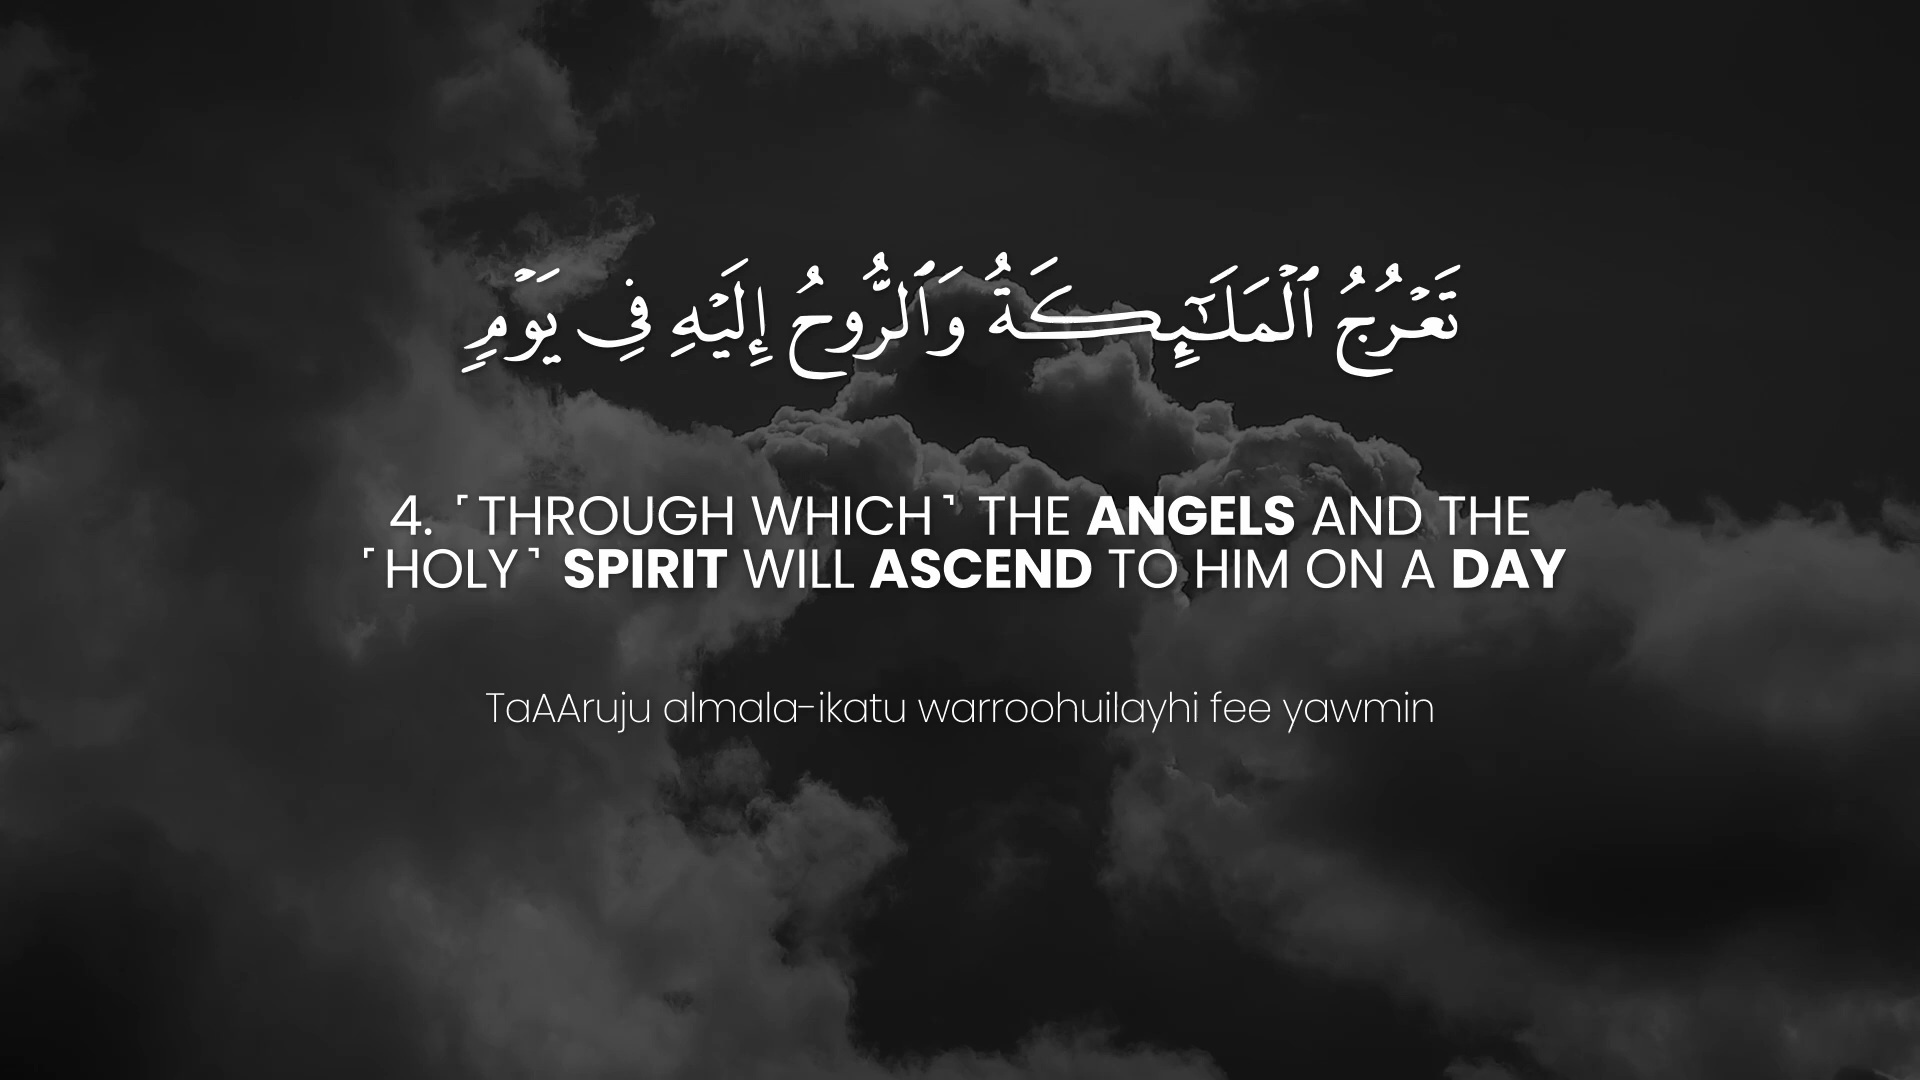 تَعۡرُجُ ٱلۡمَلَـٰٓئِكَةُ وَٱلرُّوحُ إِلَيۡهِ فِى يَوۡمٍ
4. ˹THROUGH WHICH˺ THE ANGELS AND THE
˹HOLY˺ SPIRIT WILL ASCEND TO HIM ON A DAY
TaAAruju almala-ikatu warroohuilayhi fee yawmin